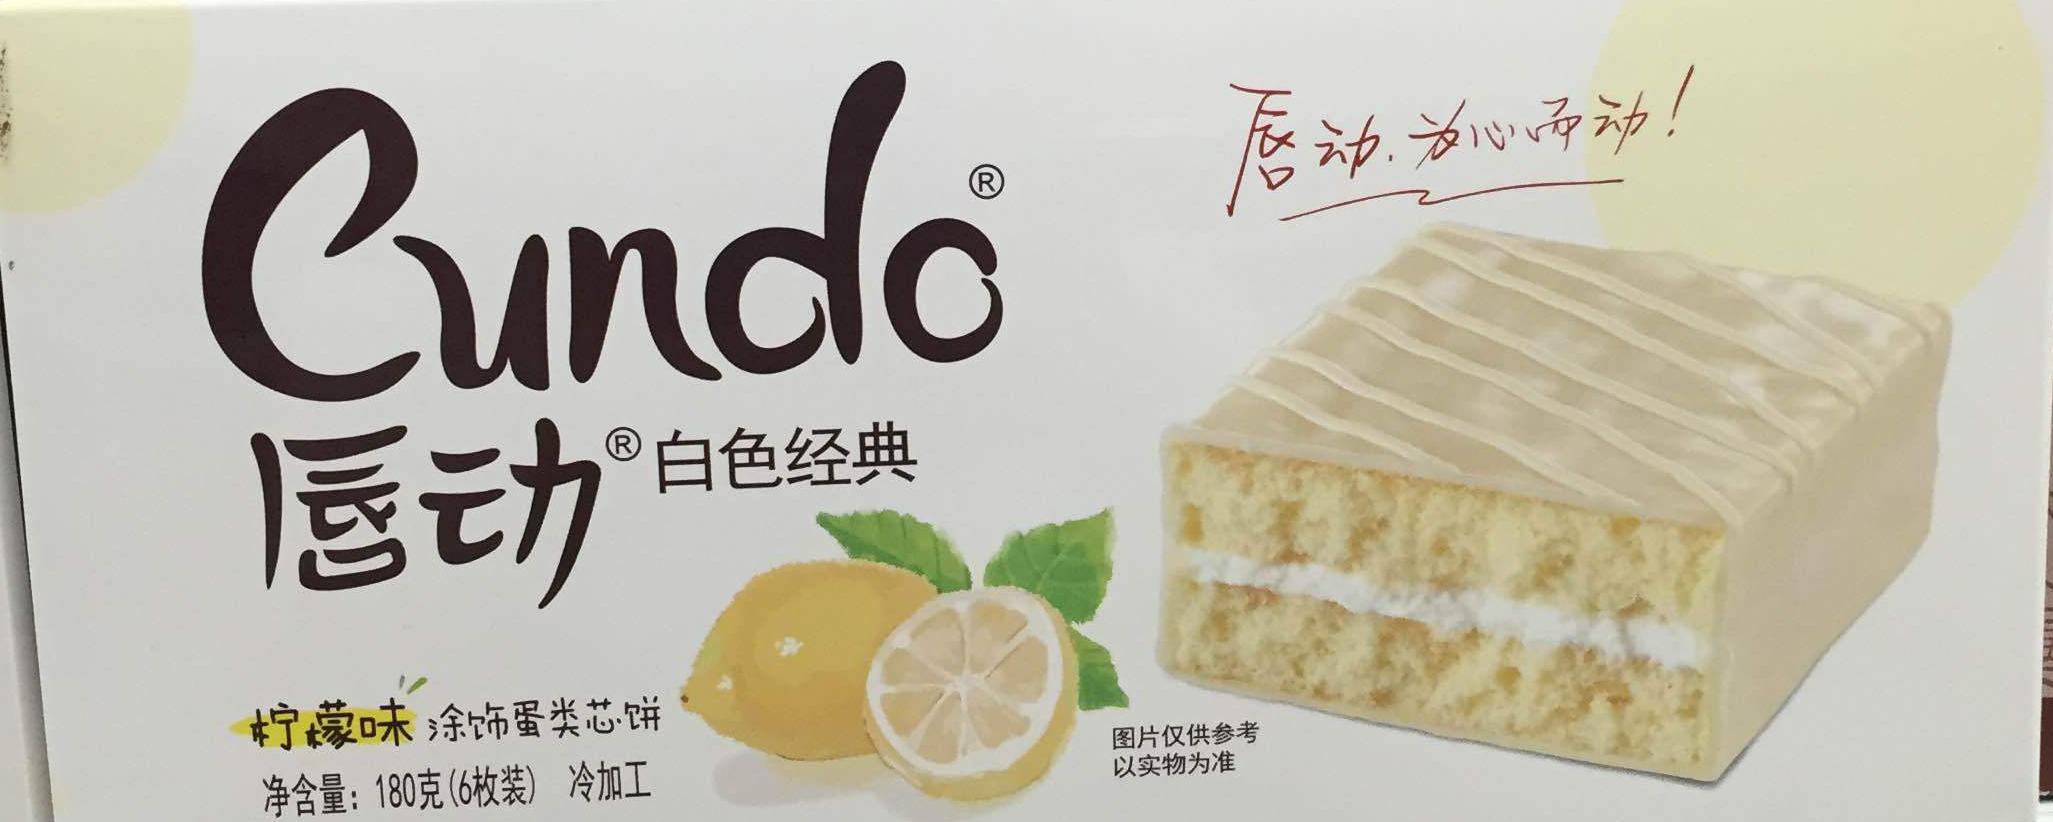 Cundo®
唇动,为心而动!
唇动®白色经典
柠檬味 涂饰蛋类芯饼
净含量：180克(6枚装) 冷加工
图片仅供参考
以实物为准